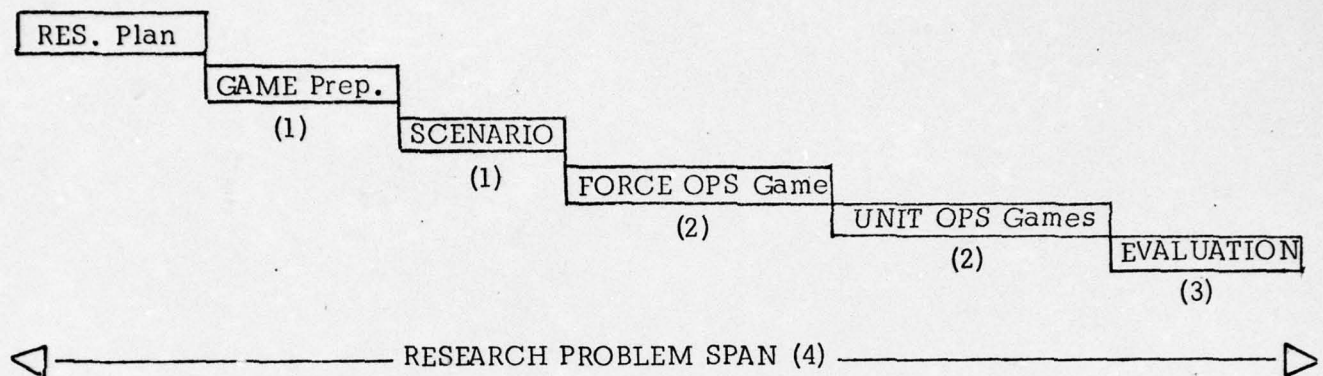 RES. Plan
GAME Prep.
(1)
SCENARIO
(1)
FORCE OPS Game
(2)
UNIT OPS Games
(2)
EVALUATION
(3)
RESEARCH PROBLEM SPAN (4)